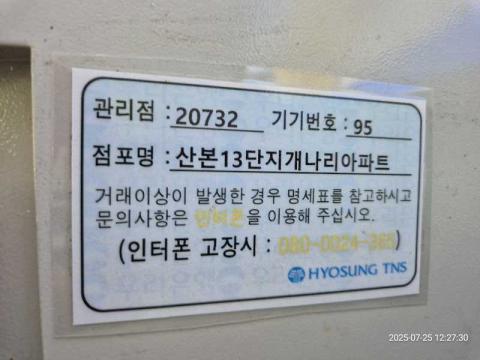 관리점 : 20732 기기번호 : 95
점포명 : 산본13단지개나리아파트
거래이상이 발생한 경우 명세표를 참고하시고
문의사항은 인터폰을 이용해 주십시오.
(인터폰 고장시 : 080-0024-365)
HYOSUNG TNS
2025-07-25 12:27:30